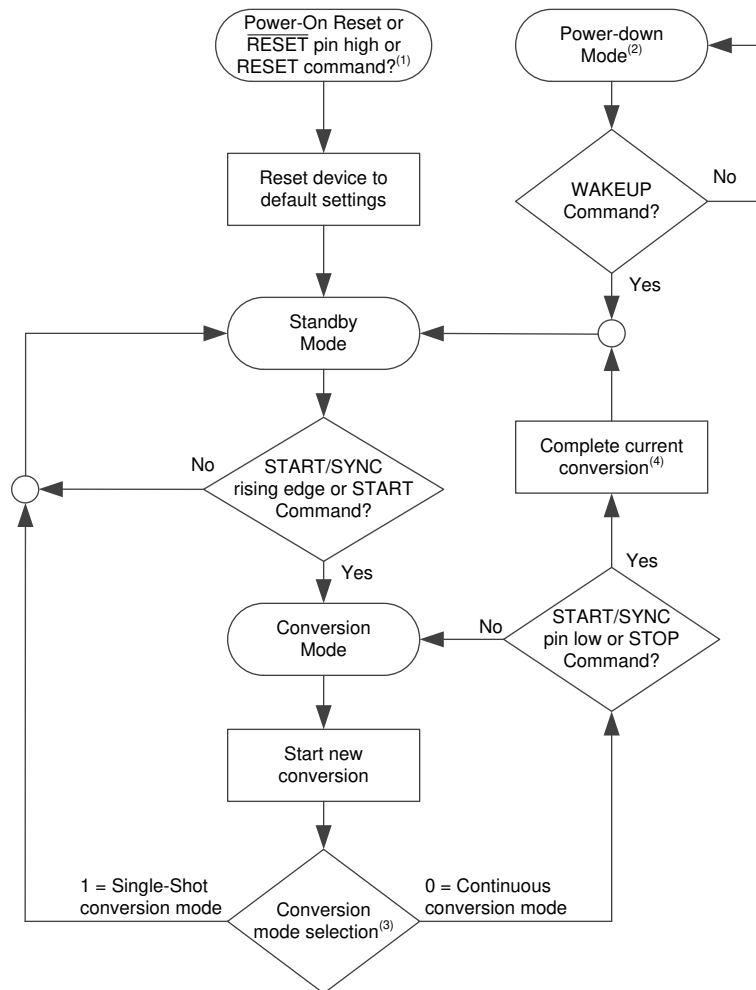 Power-On Reset or
RESET pin high or
RESET command?(1)
Power-down
Mode(2)
Reset device to
default settings
WAKEUP
Command?
No
Yes
Standby
Mode
Complete current
conversion(4)
No
START/SYNC
rising edge or START
Command?
Yes
Yes
Conversion
Mode
No
START/SYNC
pin low or STOP
Command?
Start new
conversion
1 = Single-Shot
conversion mode
0 = Continuous
conversion mode
Conversion
mode selection(3)